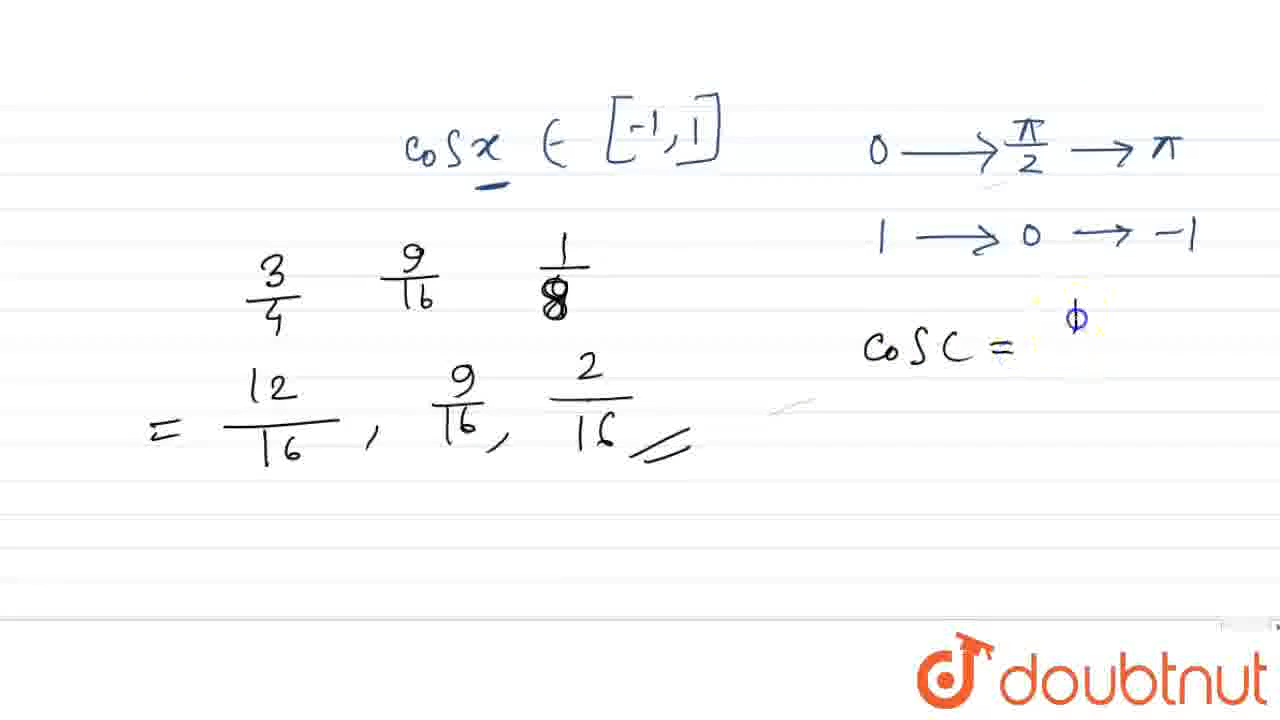 cos x ∈ [-1, 1]
0 → π/2 → π
1 → 0 → -1
3/4 9/16 1/8
cos C =
= 12/16, 9/16, 2/16
doubtnut